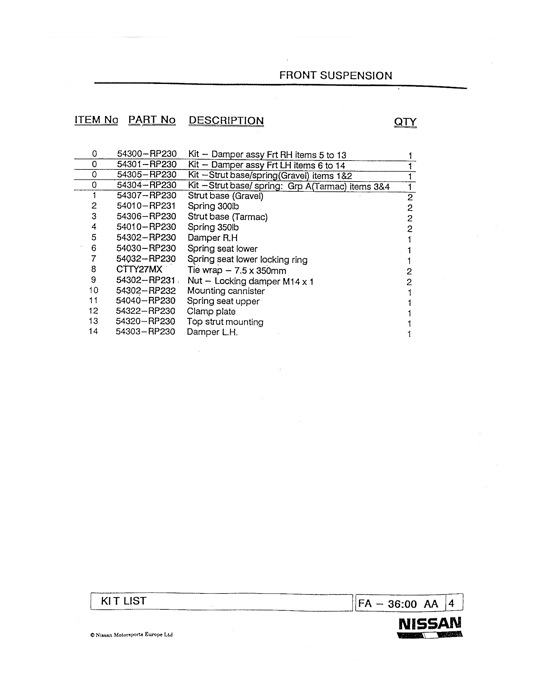 FRONT SUSPENSION
ITEM No PART No DESCRIPTION QTY
0 54300-RP230 Kit - Damper assy Frt RH items 5 to 13 1
0 54301-RP230 Kit - Damper assy Frt LH items 6 to 14 1
0 54305-RP230 Kit -Strut base/spring(Gravel) items 1&2 1
0 54304-RP230 Kit -Strut base/ spring: Grp A(Tarmac) items 3&4 1
1 54307-RP230 Strut base (Gravel) 2
2 54010-RP231 Spring 300lb 2
3 54306-RP230 Strut base (Tarmac) 2
4 54010-RP230 Spring 350lb 2
5 54302-RP230 Damper R.H 1
6 54030-RP230 Spring seat lower 1
7 54032-RP230 Spring seat lower locking ring 1
8 CTTY27MX Tie wrap - 7.5 x 350mm 2
9 54302-RP231 Nut - Locking damper M14 x 1 2
10 54302-RP232 Mounting cannister 1
11 54040-RP230 Spring seat upper 1
12 54322-RP230 Clamp plate 1
13 54320-RP230 Top strut mounting 1
14 54303-RP230 Damper L.H. 1
KIT LIST FA - 36:00 AA 4
NISSAN
© Nissan Motorsports Europe Ltd